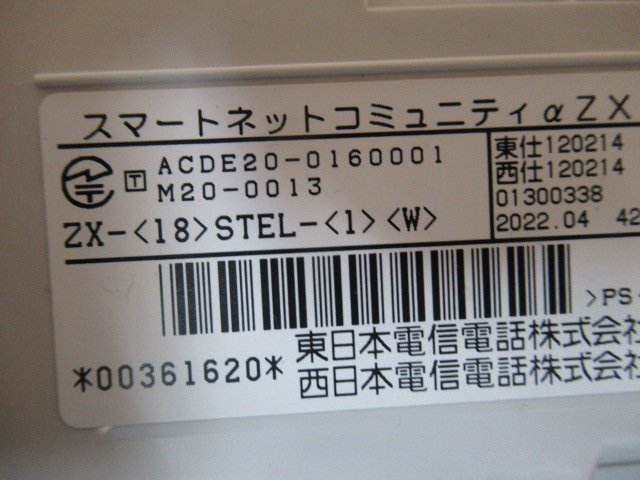 スマートネットコミュニティαZX
T ACDE20-0160001
M20-0013
ZX-<18>STEL-<1><W>
東仕120214
西仕120214
01300338
2022.04 42
>PS
*00361620*
東日本電信電話株式会
西日本電信電話株式会